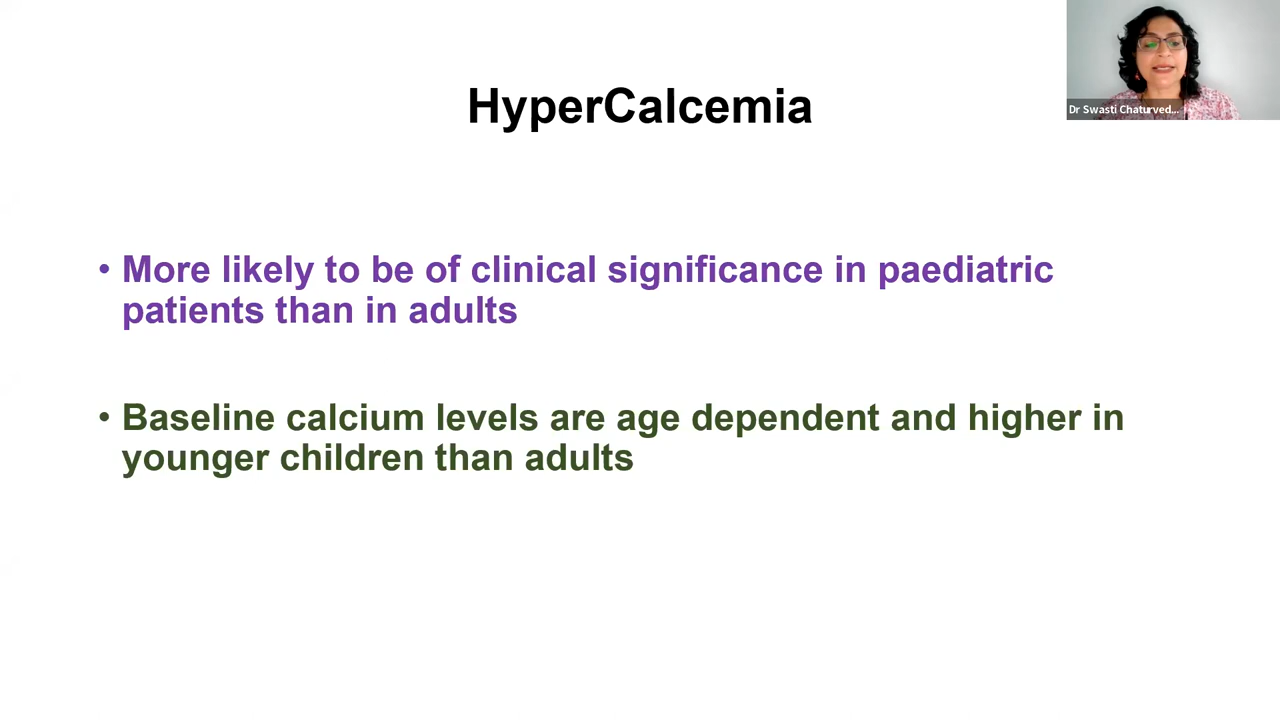 HyperCalcemia
Dr Swasti Chaturved...
• More likely to be of clinical significance in paediatric
patients than in adults
• Baseline calcium levels are age dependent and higher in
younger children than adults